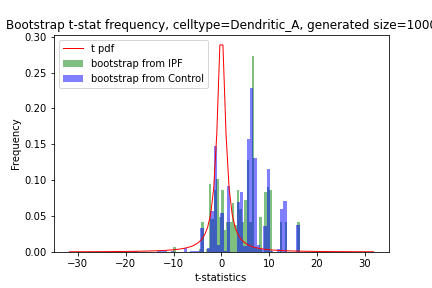 Bootstrap t-stat frequency, celltype=Dendritic_A, generated size=1000
t pdf
bootstrap from IPF
bootstrap from Control
Frequency
0.30
0.25
0.20
0.15
0.10
0.05
0.00
−30 −20 −10 0 10 20 30
t-statistics